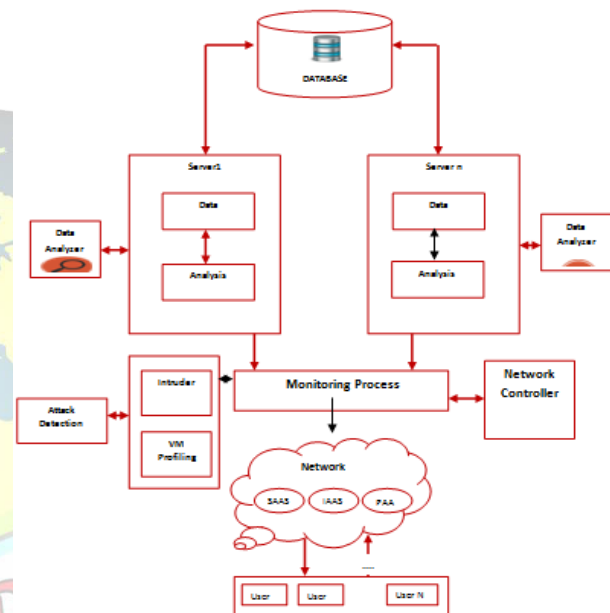 DATABASE
Server1
Server n
Data
Data
Data
Analyzer
Data Analyzer
Analysis
Analysis
Intruder
Monitoring Process
Network
Controller
Attack
Detection
VM
Profiling
Network
SAAS
IAAS
PAA
User
User
User N